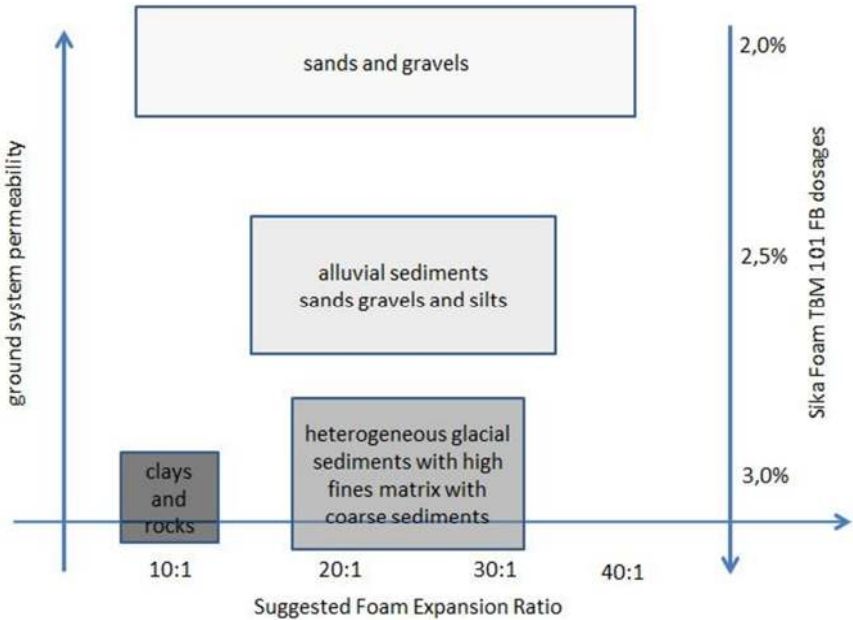 sands and gravels
2,0%
ground system permeability
alluvial sediments
sands gravels and silts
2,5%
Sika Foam TBM 101 FB dosages
heterogeneous glacial
sediments with high
fines matrix with
coarse sediments
clays
and
rocks
3,0%
10:1
20:1
30:1
40:1
Suggested Foam Expansion Ratio